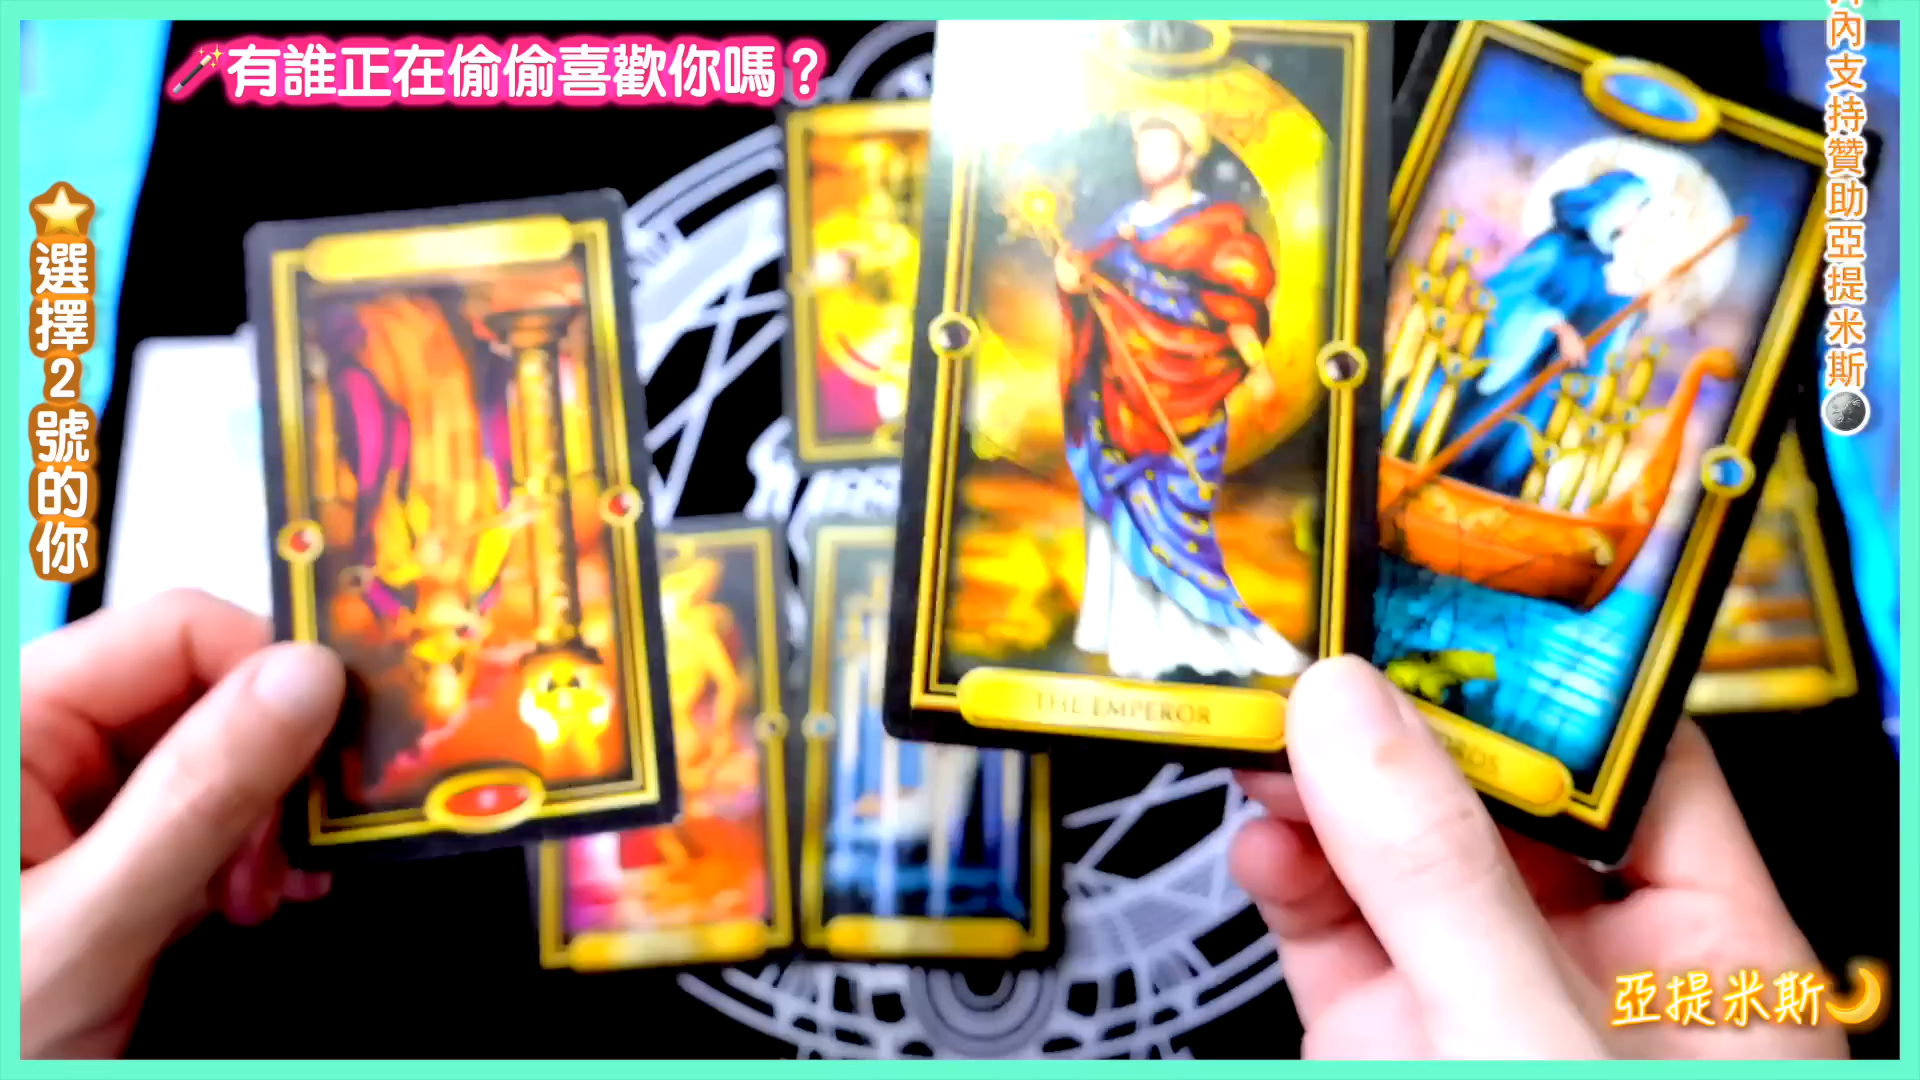 🪄有誰正在偷偷喜歡你嗎？
⭐選擇2號的你
內支持贊助亞提米斯🌑
IV
THE EMPEROR
亞提米斯🌙